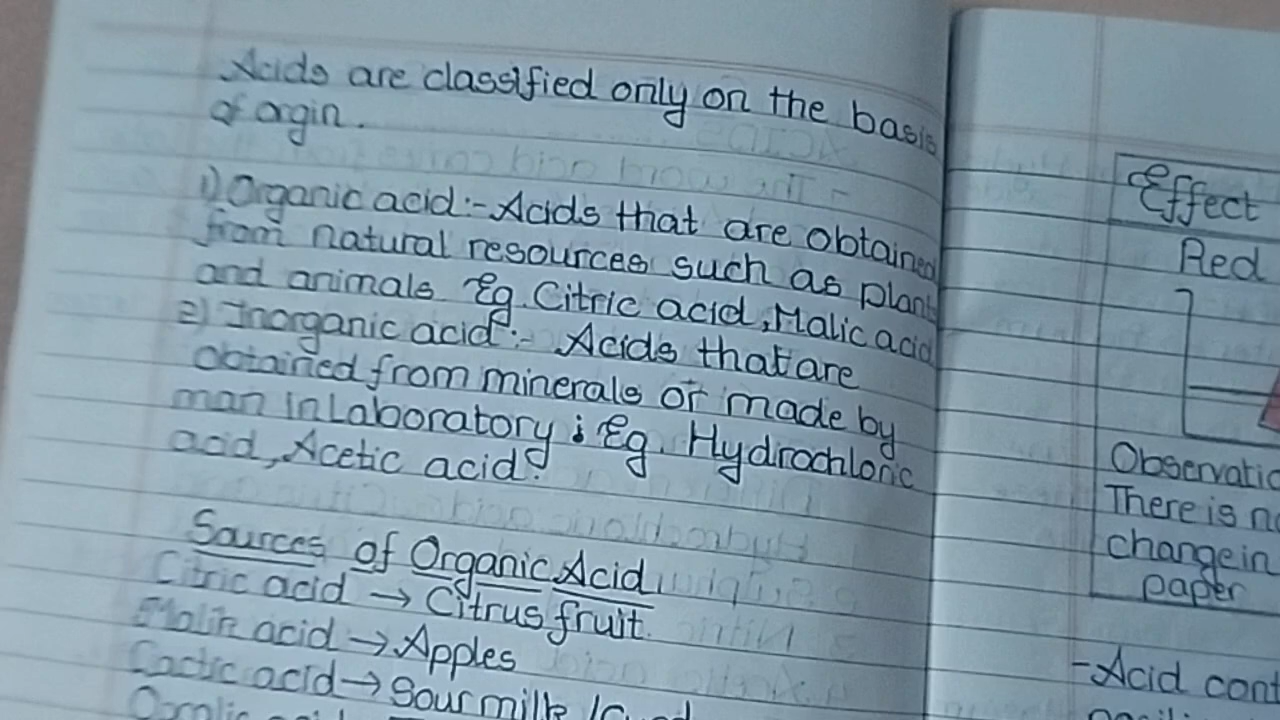 Acids are classified only on the basis
of orgin.
1) Organic acid:- Acids that are obtained
from natural resources such as plants
and animals Eg. Citric acid, Malic acid
2) Inorganic acid:- Acids that are
obtained from minerals or made by
man in Laboratory; Eg. Hydrochloric
acid, Acetic acid.
Sources of Organic Acid
Citric acid → Citrus fruit.
Malic acid → Apples
Lactic acid → Sour milk /
Effect
Red
Observatio
There is no
change in
paper
-Acid cont